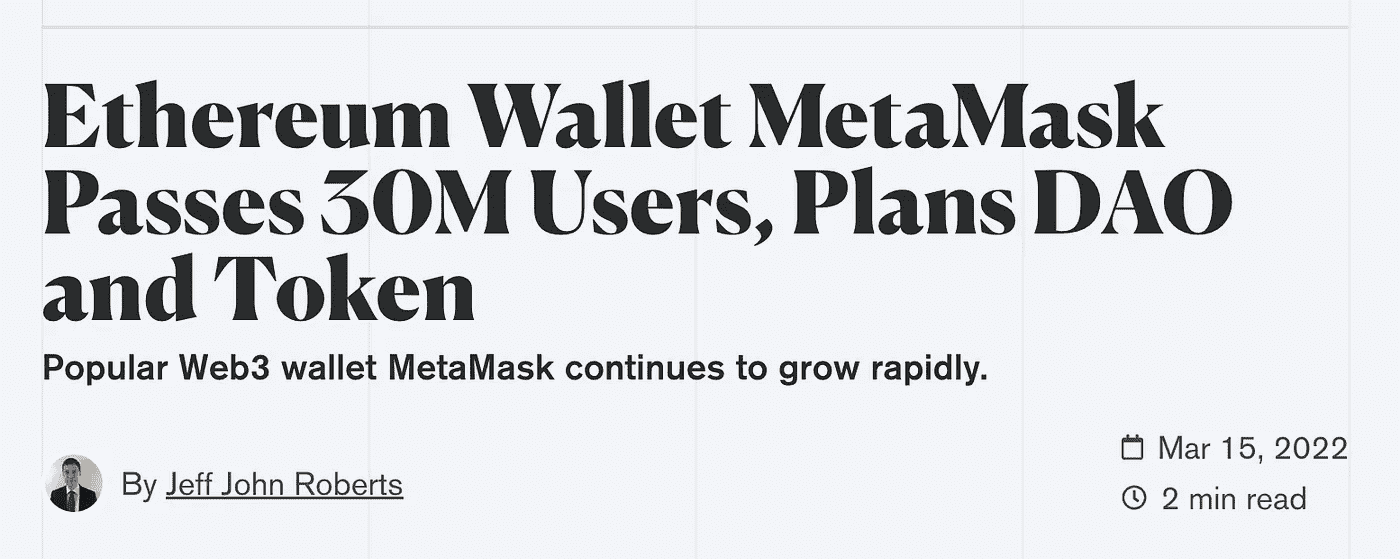 Ethereum Wallet MetaMask
Passes 30M Users, Plans DAO
and Token
Popular Web3 wallet MetaMask continues to grow rapidly.
By Jeff John Roberts
Mar 15, 2022
2 min read